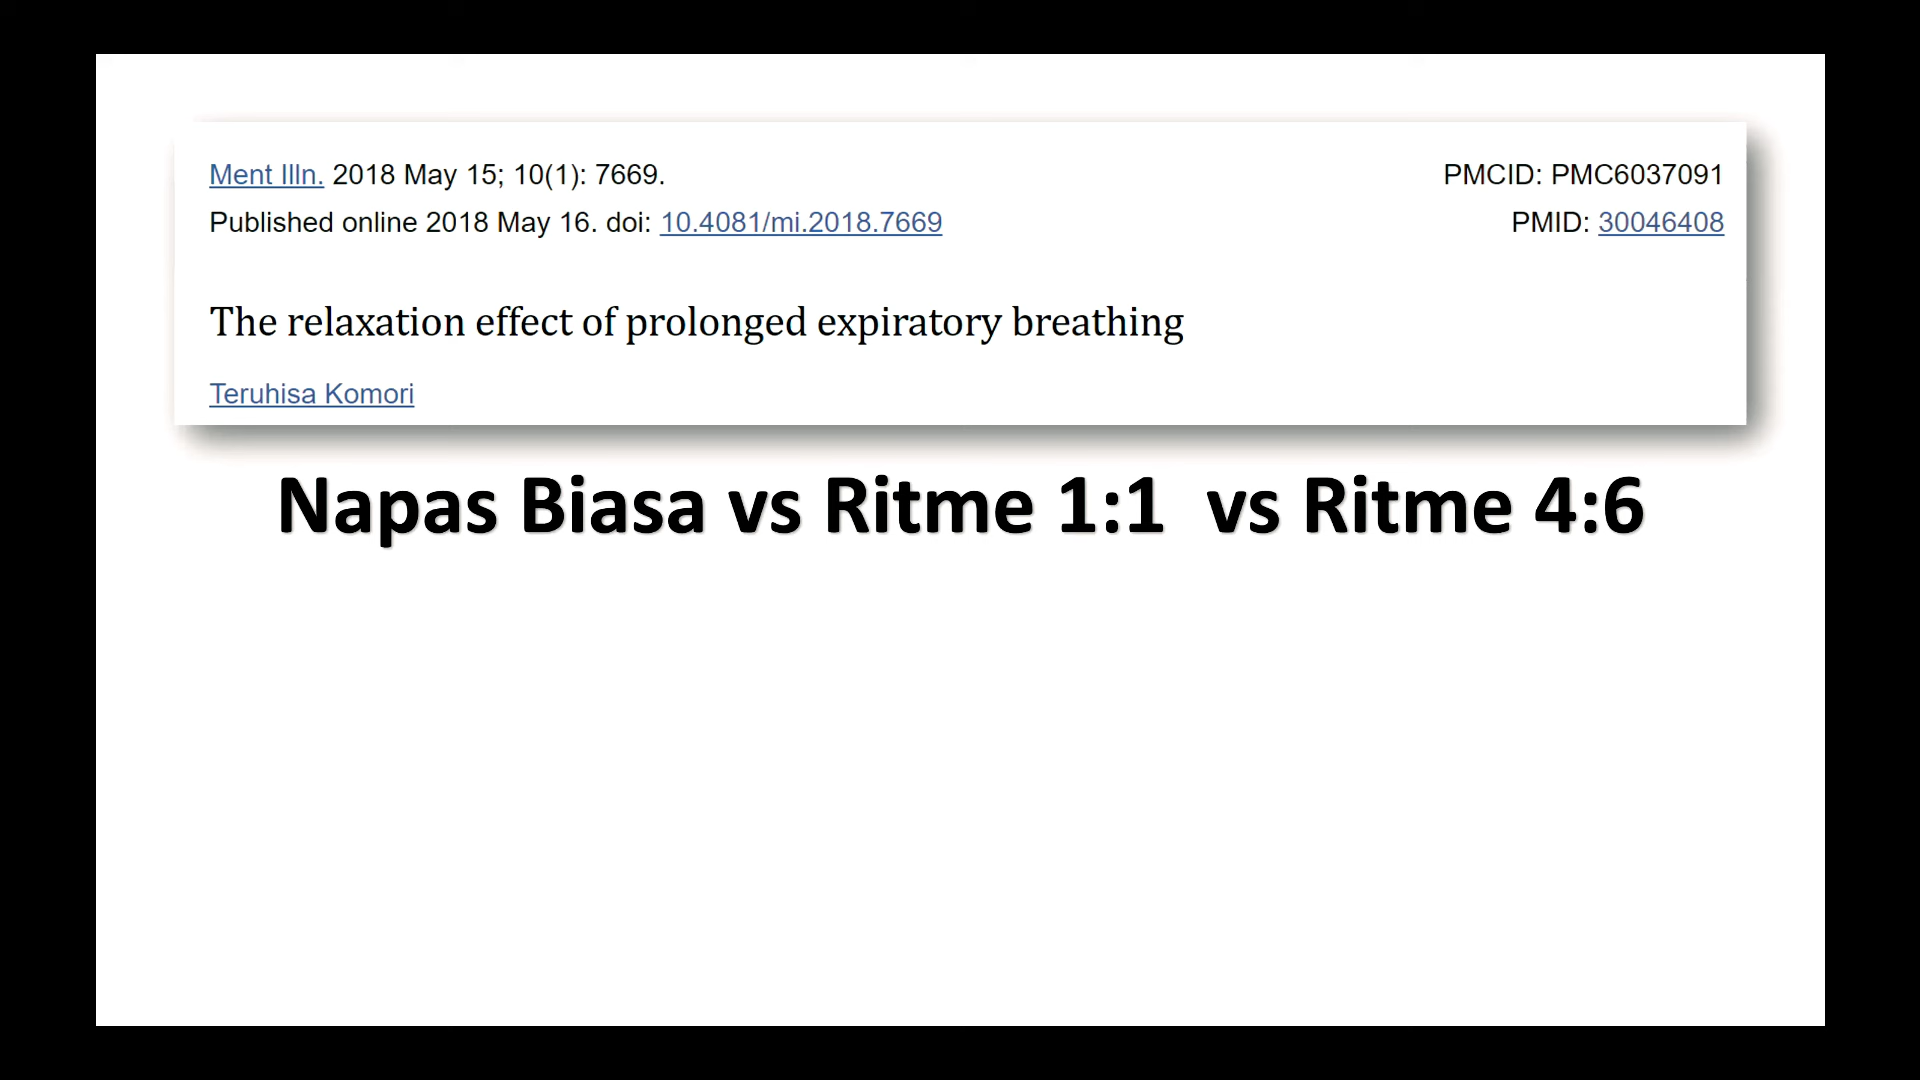 Ment Illn. 2018 May 15; 10(1): 7669.
PMCID: PMC6037091
Published online 2018 May 16. doi: 10.4081/mi.2018.7669
PMID: 30046408
The relaxation effect of prolonged expiratory breathing
Teruhisa Komori
Napas Biasa vs Ritme 1:1 vs Ritme 4:6